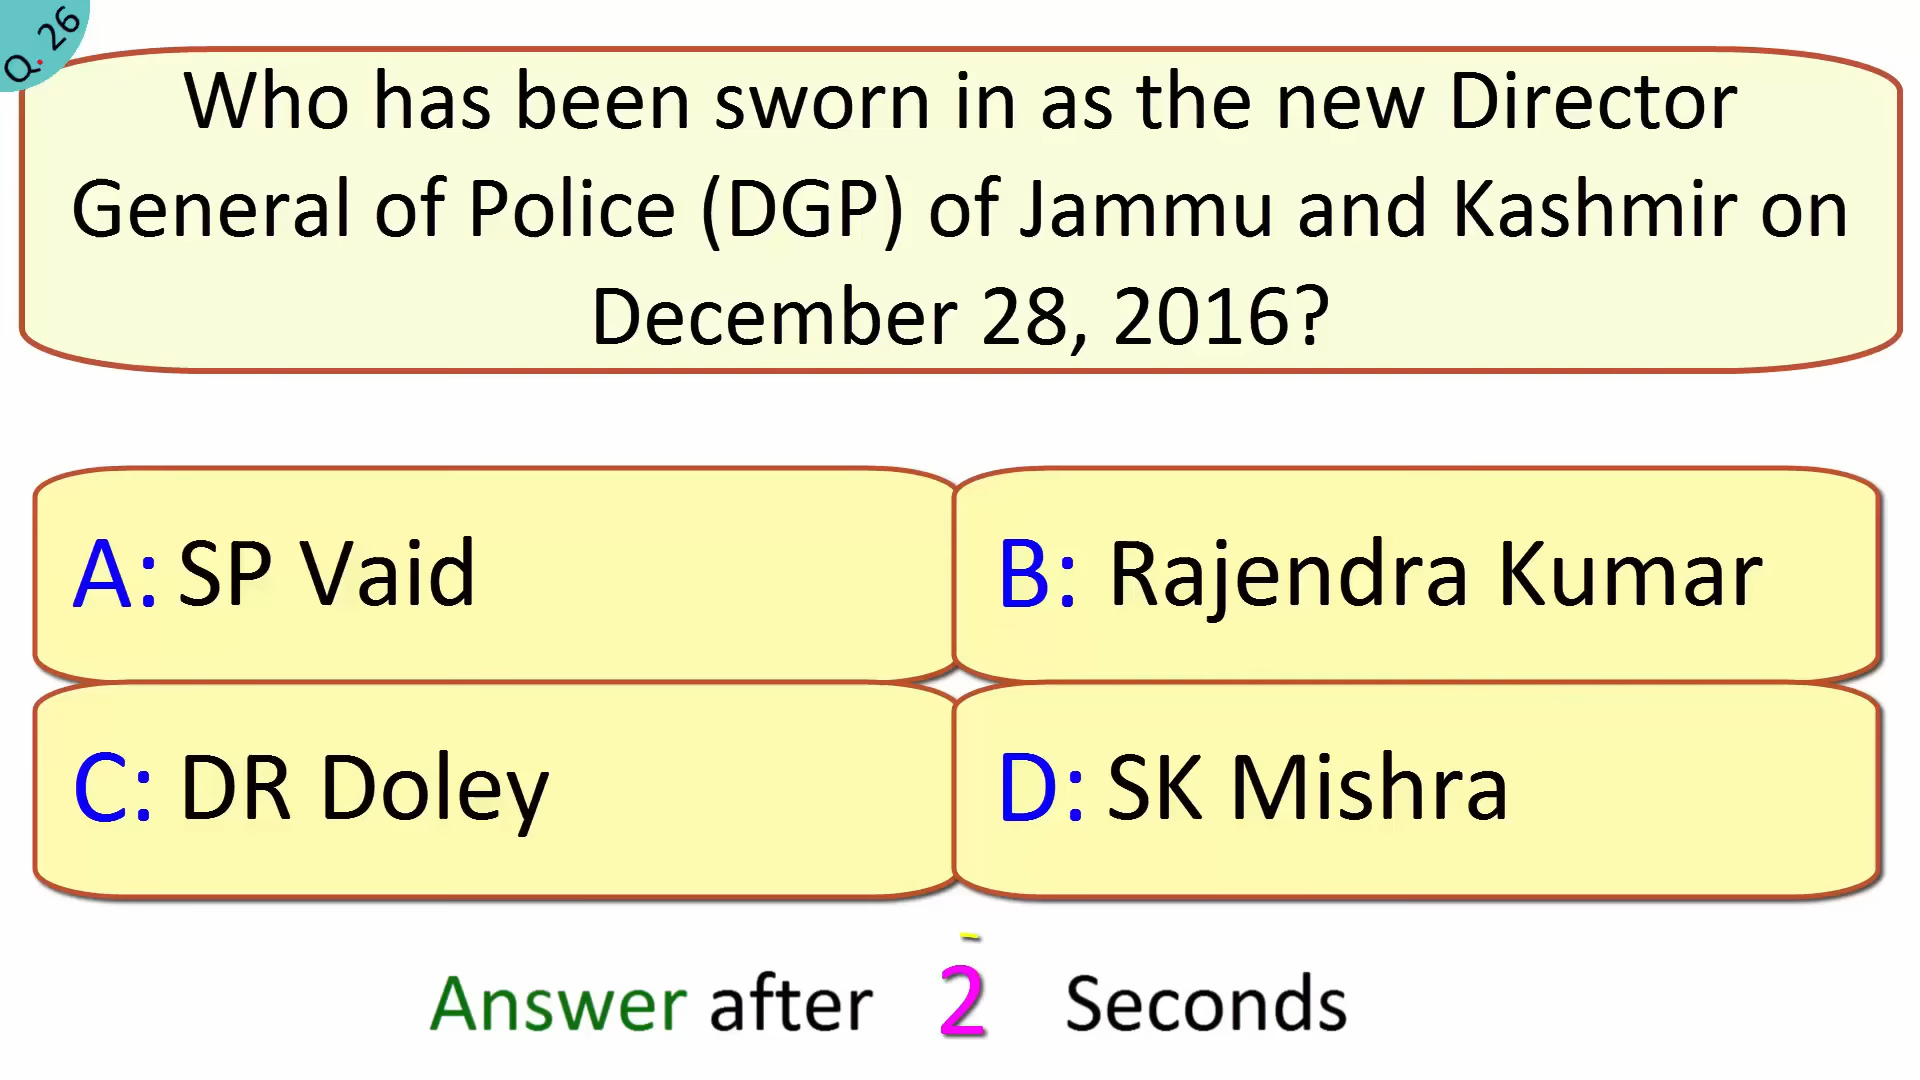 Q. 26
Who has been sworn in as the new Director
General of Police (DGP) of Jammu and Kashmir on
December 28, 2016?
A: SP Vaid
B: Rajendra Kumar
C: DR Doley
D: SK Mishra
Answer after 2 Seconds